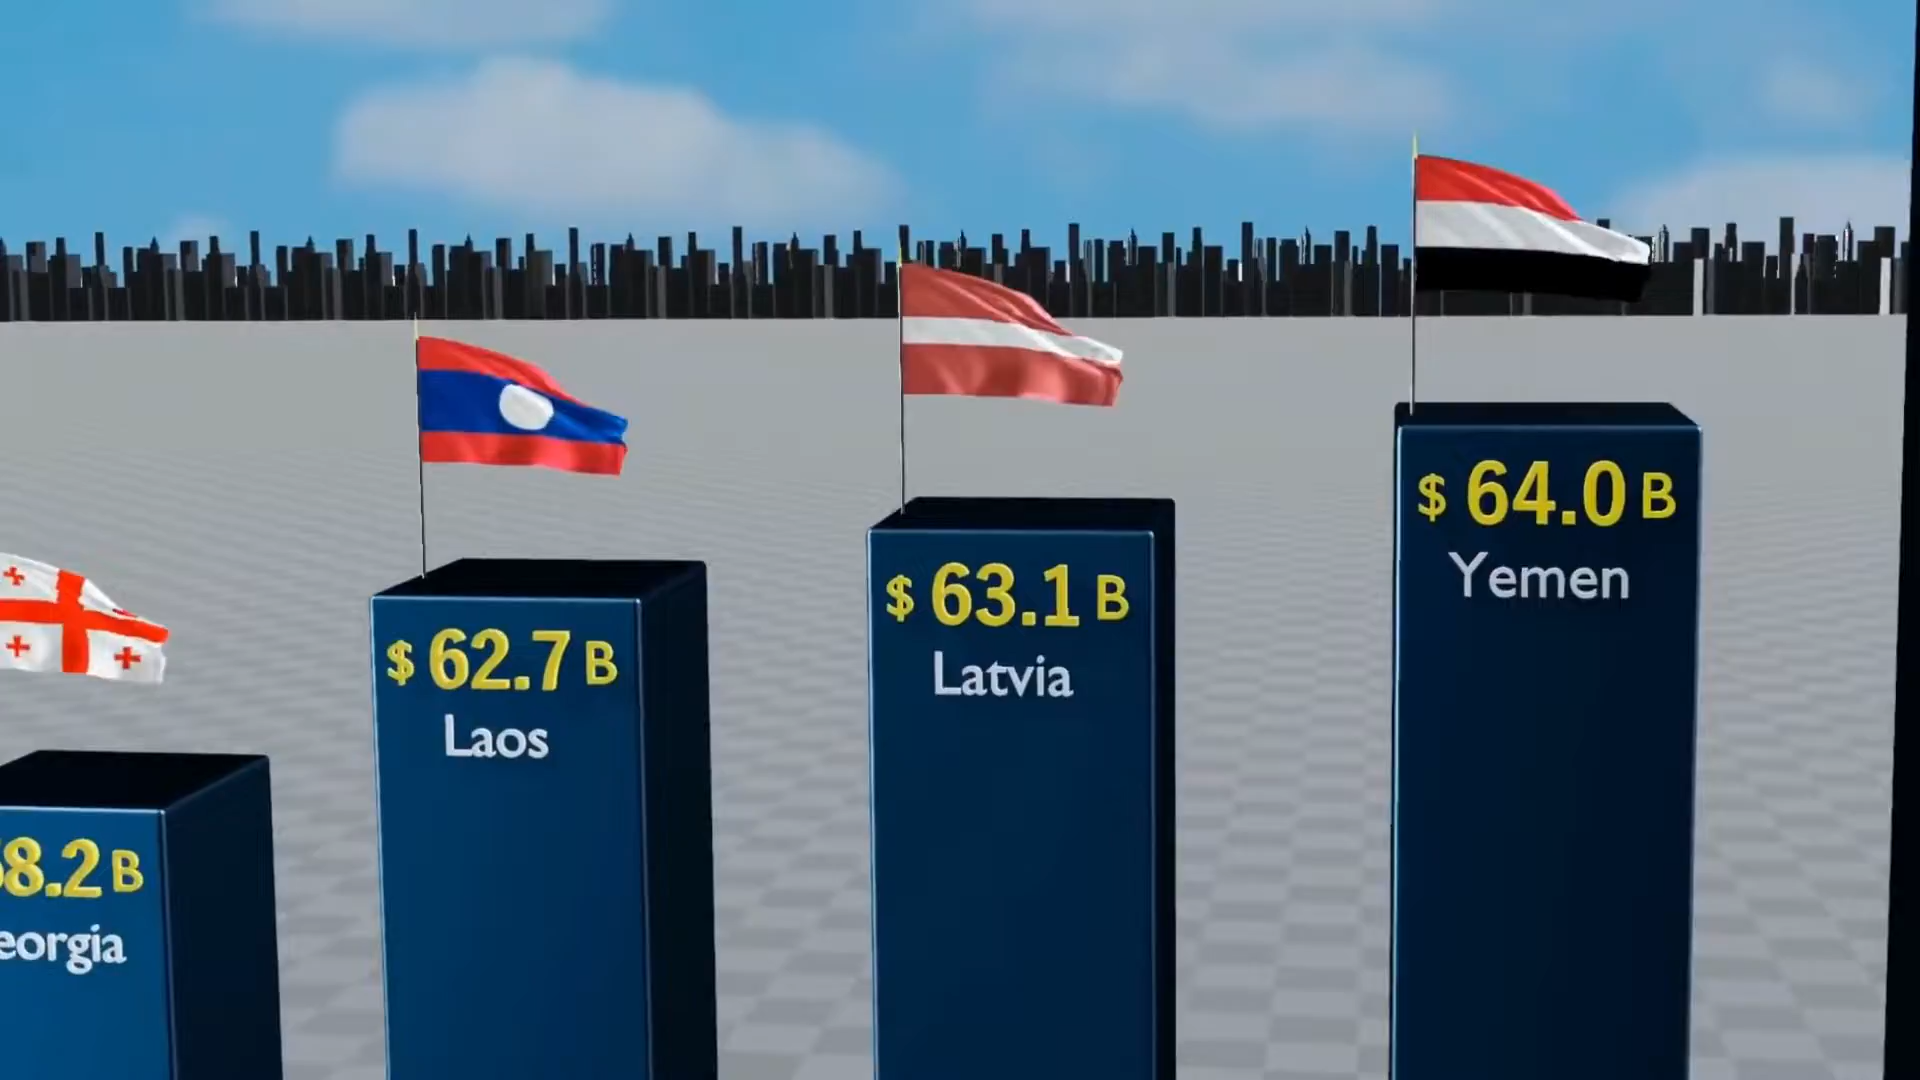 $ 64.0 B
Yemen
$ 63.1 B
Latvia
$ 62.7 B
Laos
8.2 B
eorgia